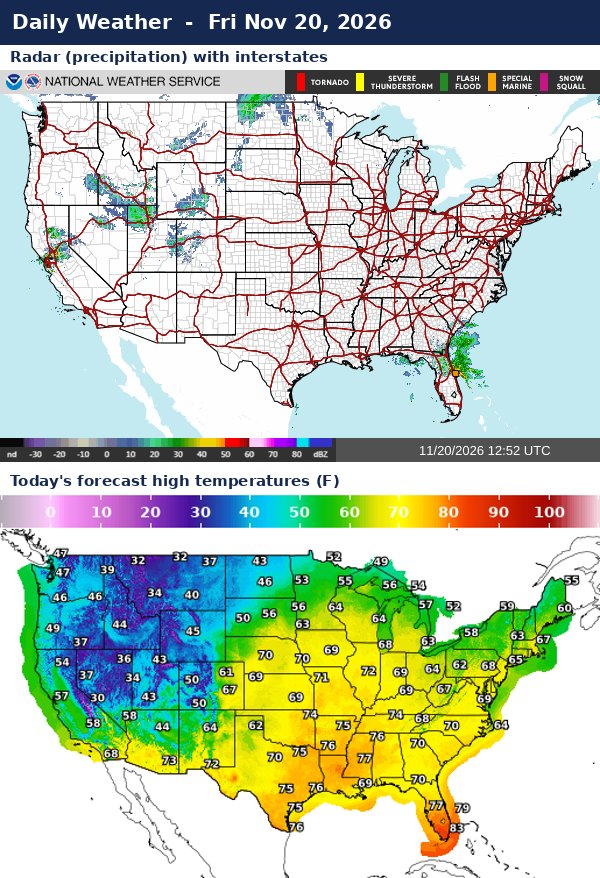 Daily Weather - Fri Nov 20, 2026
Radar (precipitation) with interstates
NATIONAL WEATHER SERVICE
TORNADO
SEVERE THUNDERSTORM
FLASH FLOOD
SPECIAL MARINE
SNOW SQUALL
nd -30 -20 -10 0 10 20 30 40 50 60 70 80 dBZ
11/20/2026 12:52 UTC
Today's forecast high temperatures (F)
0 10 20 30 40 50 60 70 80 90 100
47 32 32 37 43 52 49
47 39 46 53 55 56 54 55
46 46 34 40 56 64 57 52 59 60
49 44 45 50 56 63 64 58 63 67
37 69 68 63
54 36 43 70 70 62 68 65
37 34 50 61 69 71 72 69 64
57 30 43 50 67 69 69 67 69
58 58 74 74 68 64
44 64 62 75 76 70
68 73 72 70 75 76 77 70
75 76 69 70
75 77 79
76 83